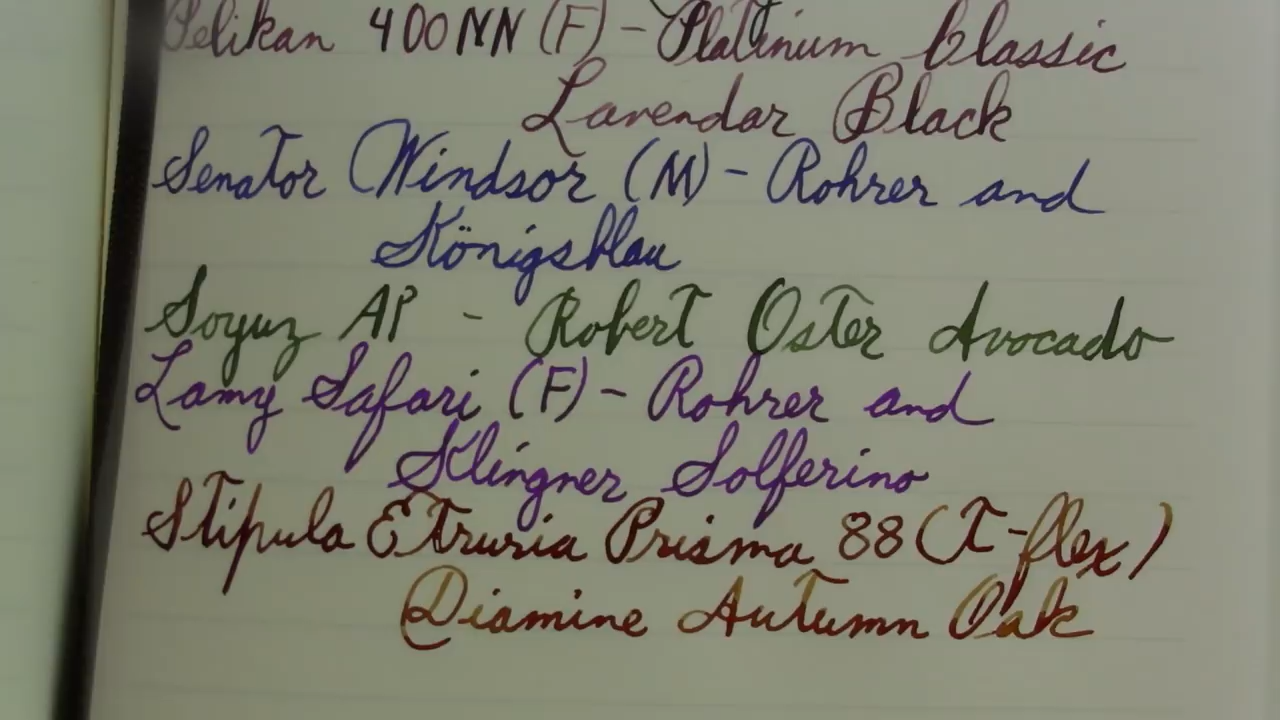 Pelikan 400NN (F) - Platinum Classic
Lavendar Black
Senator Windsor (M) - Rohrer and
Königsblau
Soyuz AP - Robert Oster Avocado
Lamy Safari (F) - Rohrer and
Klingner Solferino
Stipula Etruria Prisma 88 (T-flex)
Diamine Autumn Oak